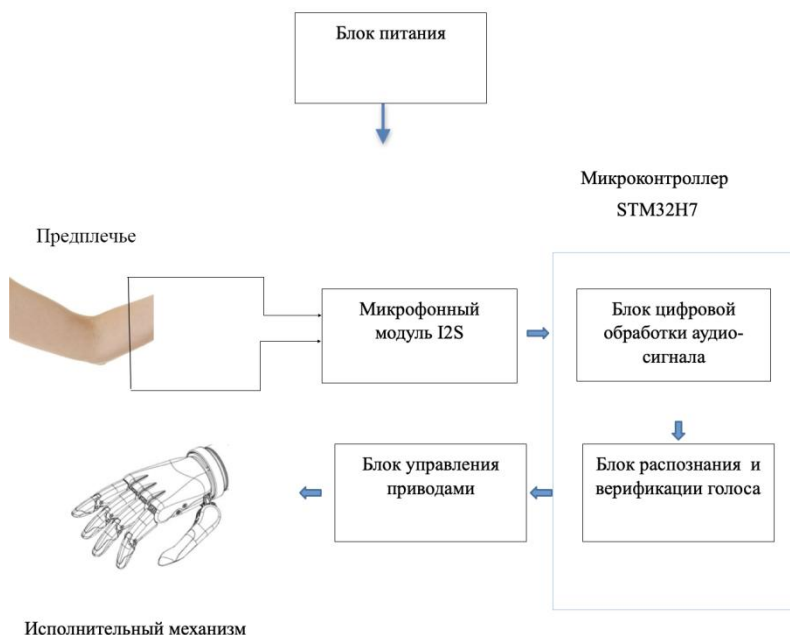 Блок питания
Микроконтроллер
STM32H7
Предплечье
Микрофонный
модуль I2S
Блок цифровой
обработки аудио-
сигнала
Блок управления
приводами
Блок распознания и
верификации голоса
Исполнительный механизм